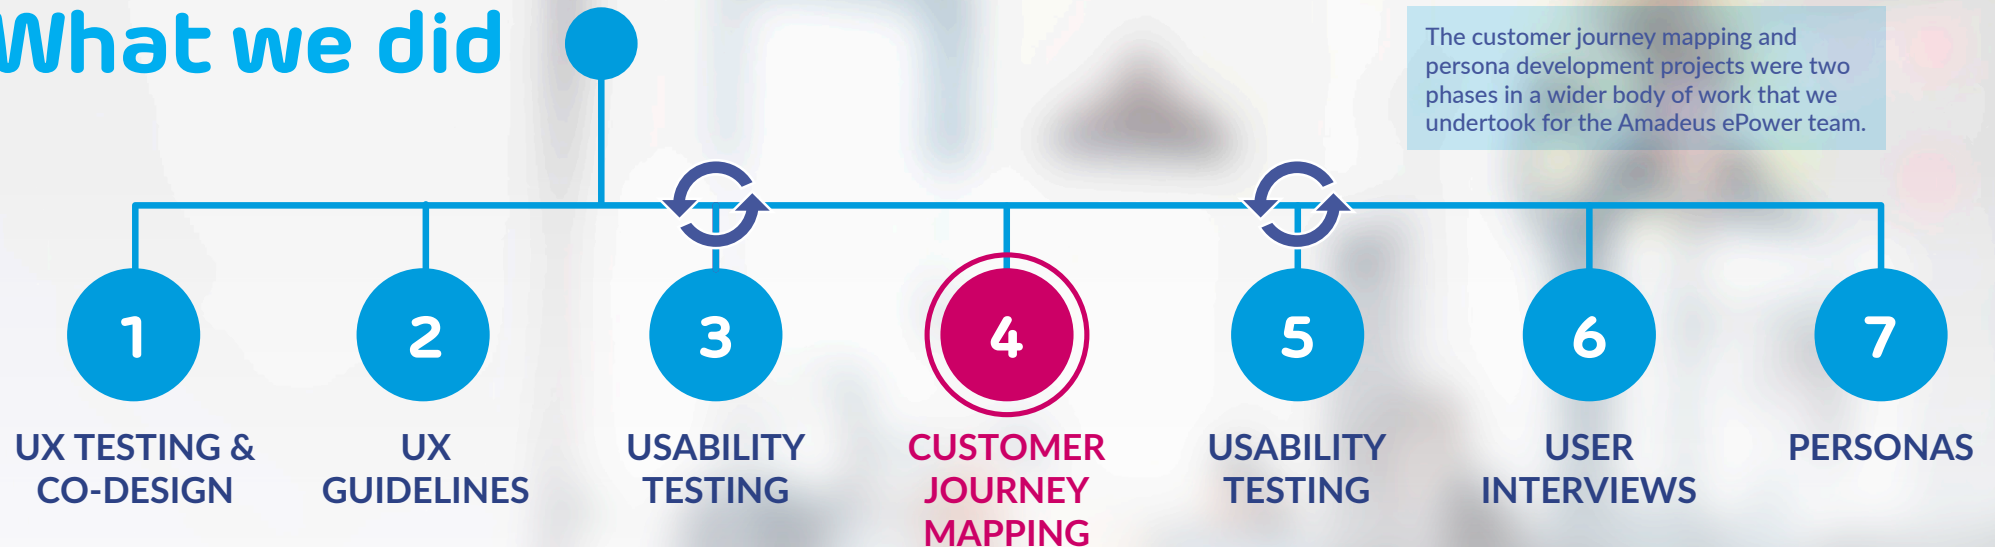 What we did
The customer journey mapping and
persona development projects were two
phases in a wider body of work that we
undertook for the Amadeus ePower team.
1
2
3
4
5
6
7
UX TESTING &
CO-DESIGN
UX
GUIDELINES
USABILITY
TESTING
CUSTOMER
JOURNEY
MAPPING
USABILITY
TESTING
USER
INTERVIEWS
PERSONAS